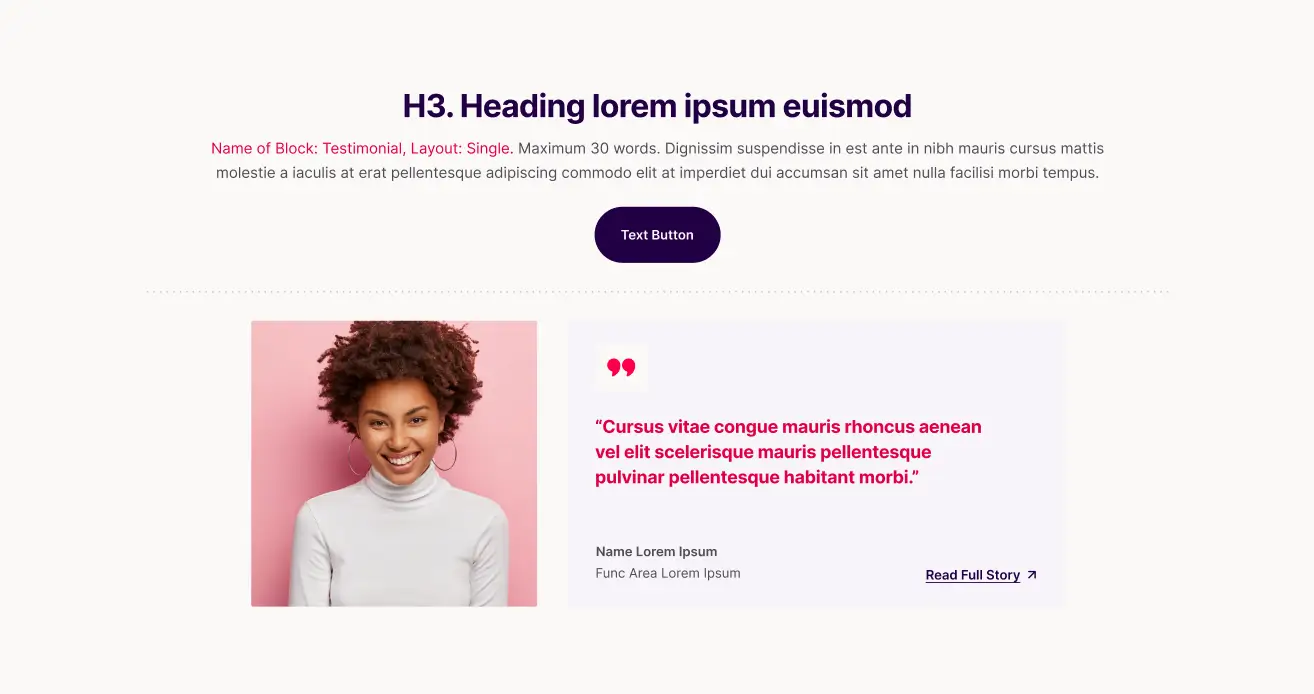 H3. Heading lorem ipsum euismod
Name of Block: Testimonial, Layout: Single. Maximum 30 words. Dignissim suspendisse in est ante in nibh mauris cursus mattis
molestie a iaculis at erat pellentesque adipiscing commodo elit at imperdiet dui accumsan sit amet nulla facilisi morbi tempus.
Text Button
“Cursus vitae congue mauris rhoncus aenean
vel elit scelerisque mauris pellentesque
pulvinar pellentesque habitant morbi.”
Name Lorem Ipsum
Func Area Lorem Ipsum
Read Full Story